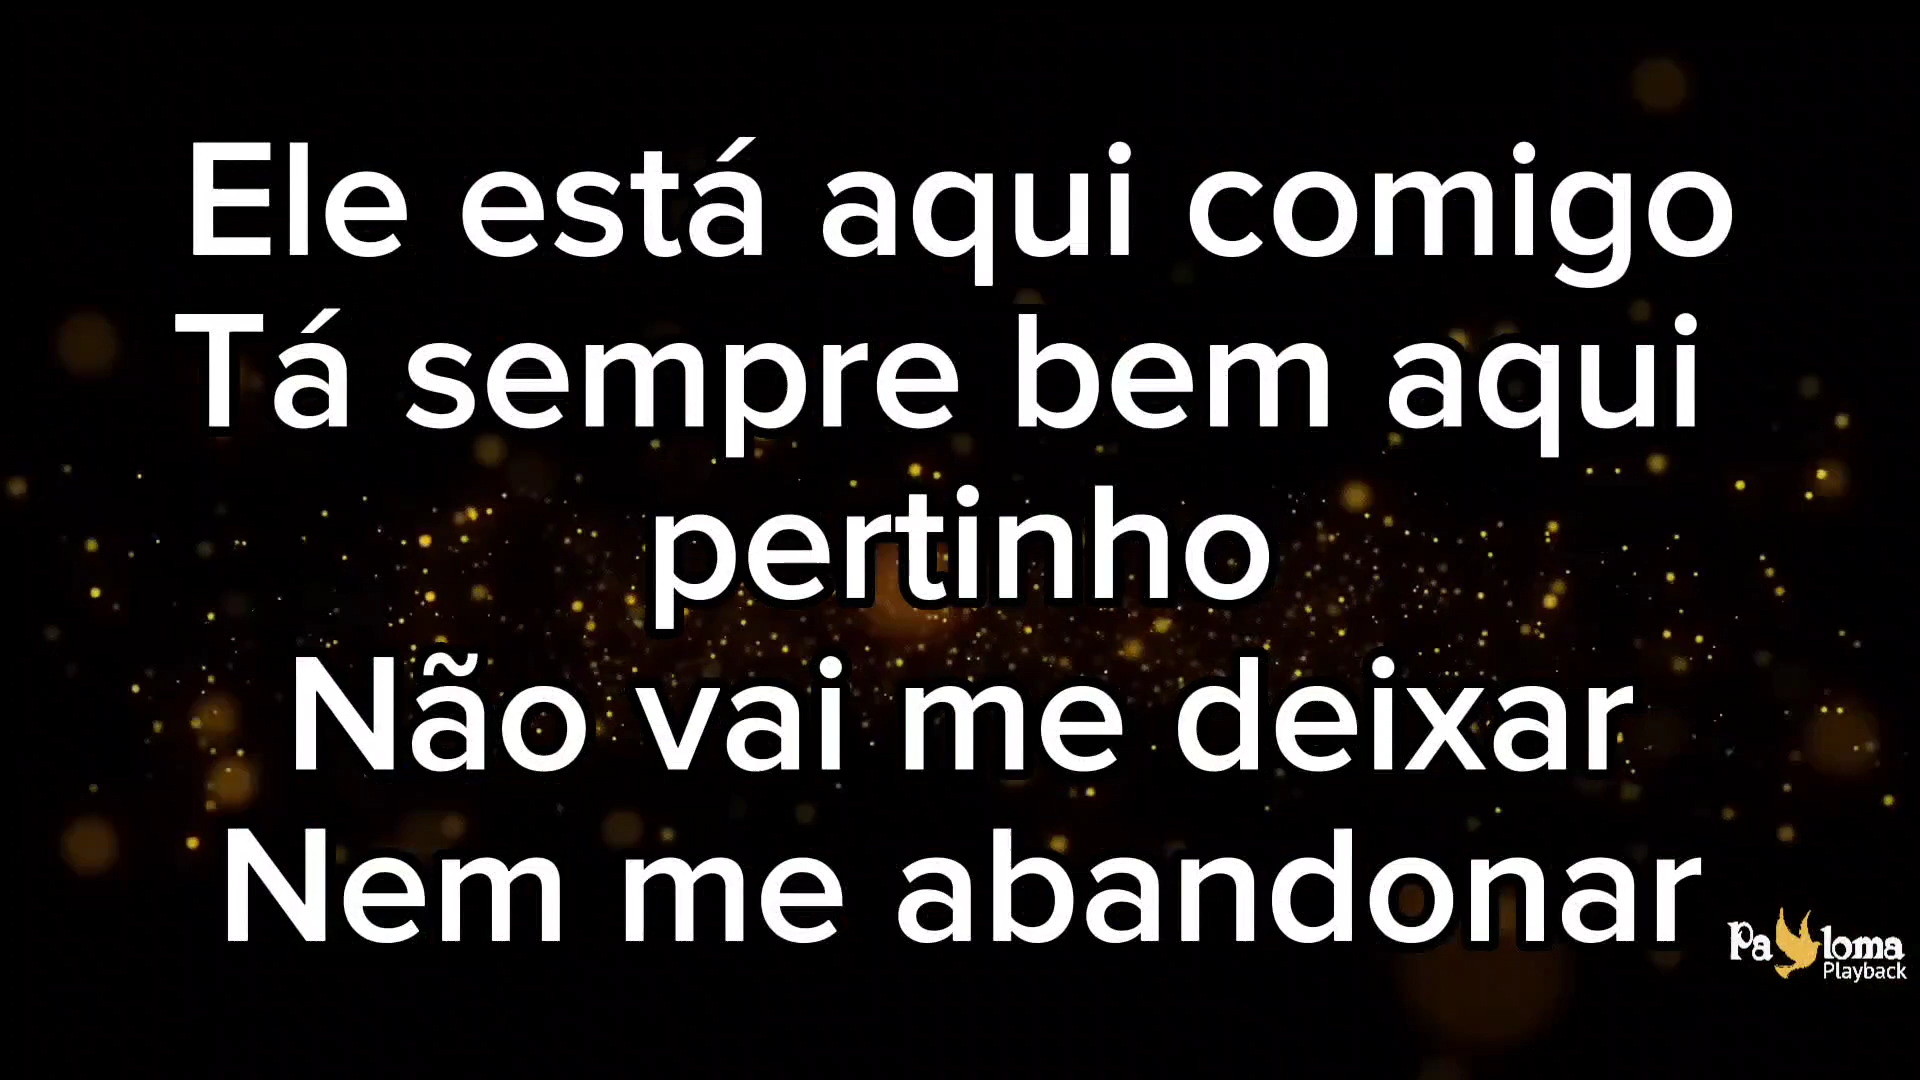 Ele está aqui comigo
Tá sempre bem aqui
pertinho
Não vai me deixar
Nem me abandonar
Paloma
Playback